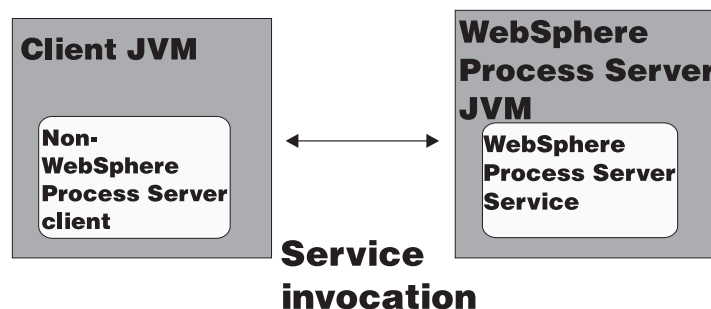 Client JVM
Non-
WebSphere
Process Server
client
WebSphere
Process Server
JVM
WebSphere
Process Server
Service
Service
invocation